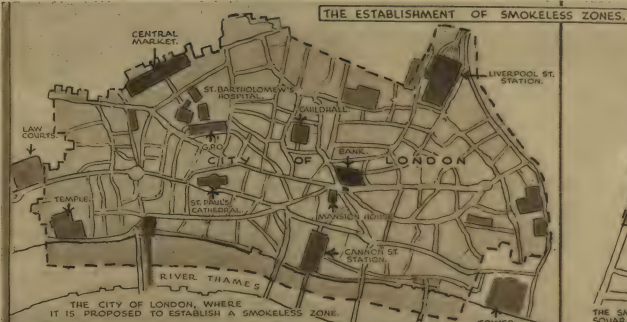 THE ESTABLISHMENT OF SMOKELESS ZONES.
CENTRAL
MARKET.
LIVERPOOL ST.
STATION.
ST. BARTHOLOMEW'S
HOSPITAL.
GUILDHALL.
LAW
COURTS.
G.P.O.
BANK.
CITY OF LONDON
TEMPLE.
ST. PAUL'S
CATHEDRAL.
MANSION HOUSE
CANNON ST.
STATION.
RIVER THAMES
THE CITY OF LONDON, WHERE
IT IS PROPOSED TO ESTABLISH A SMOKELESS ZONE.